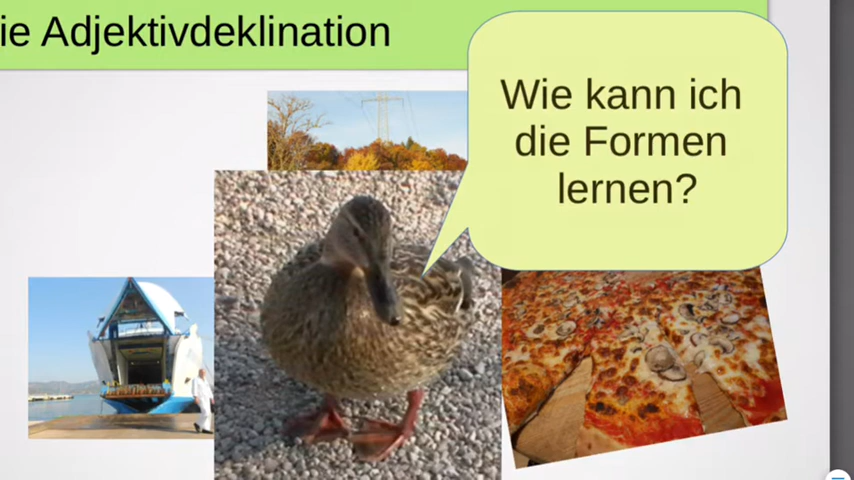 ie Adjektivdeklination
Wie kann ich
die Formen
lernen?